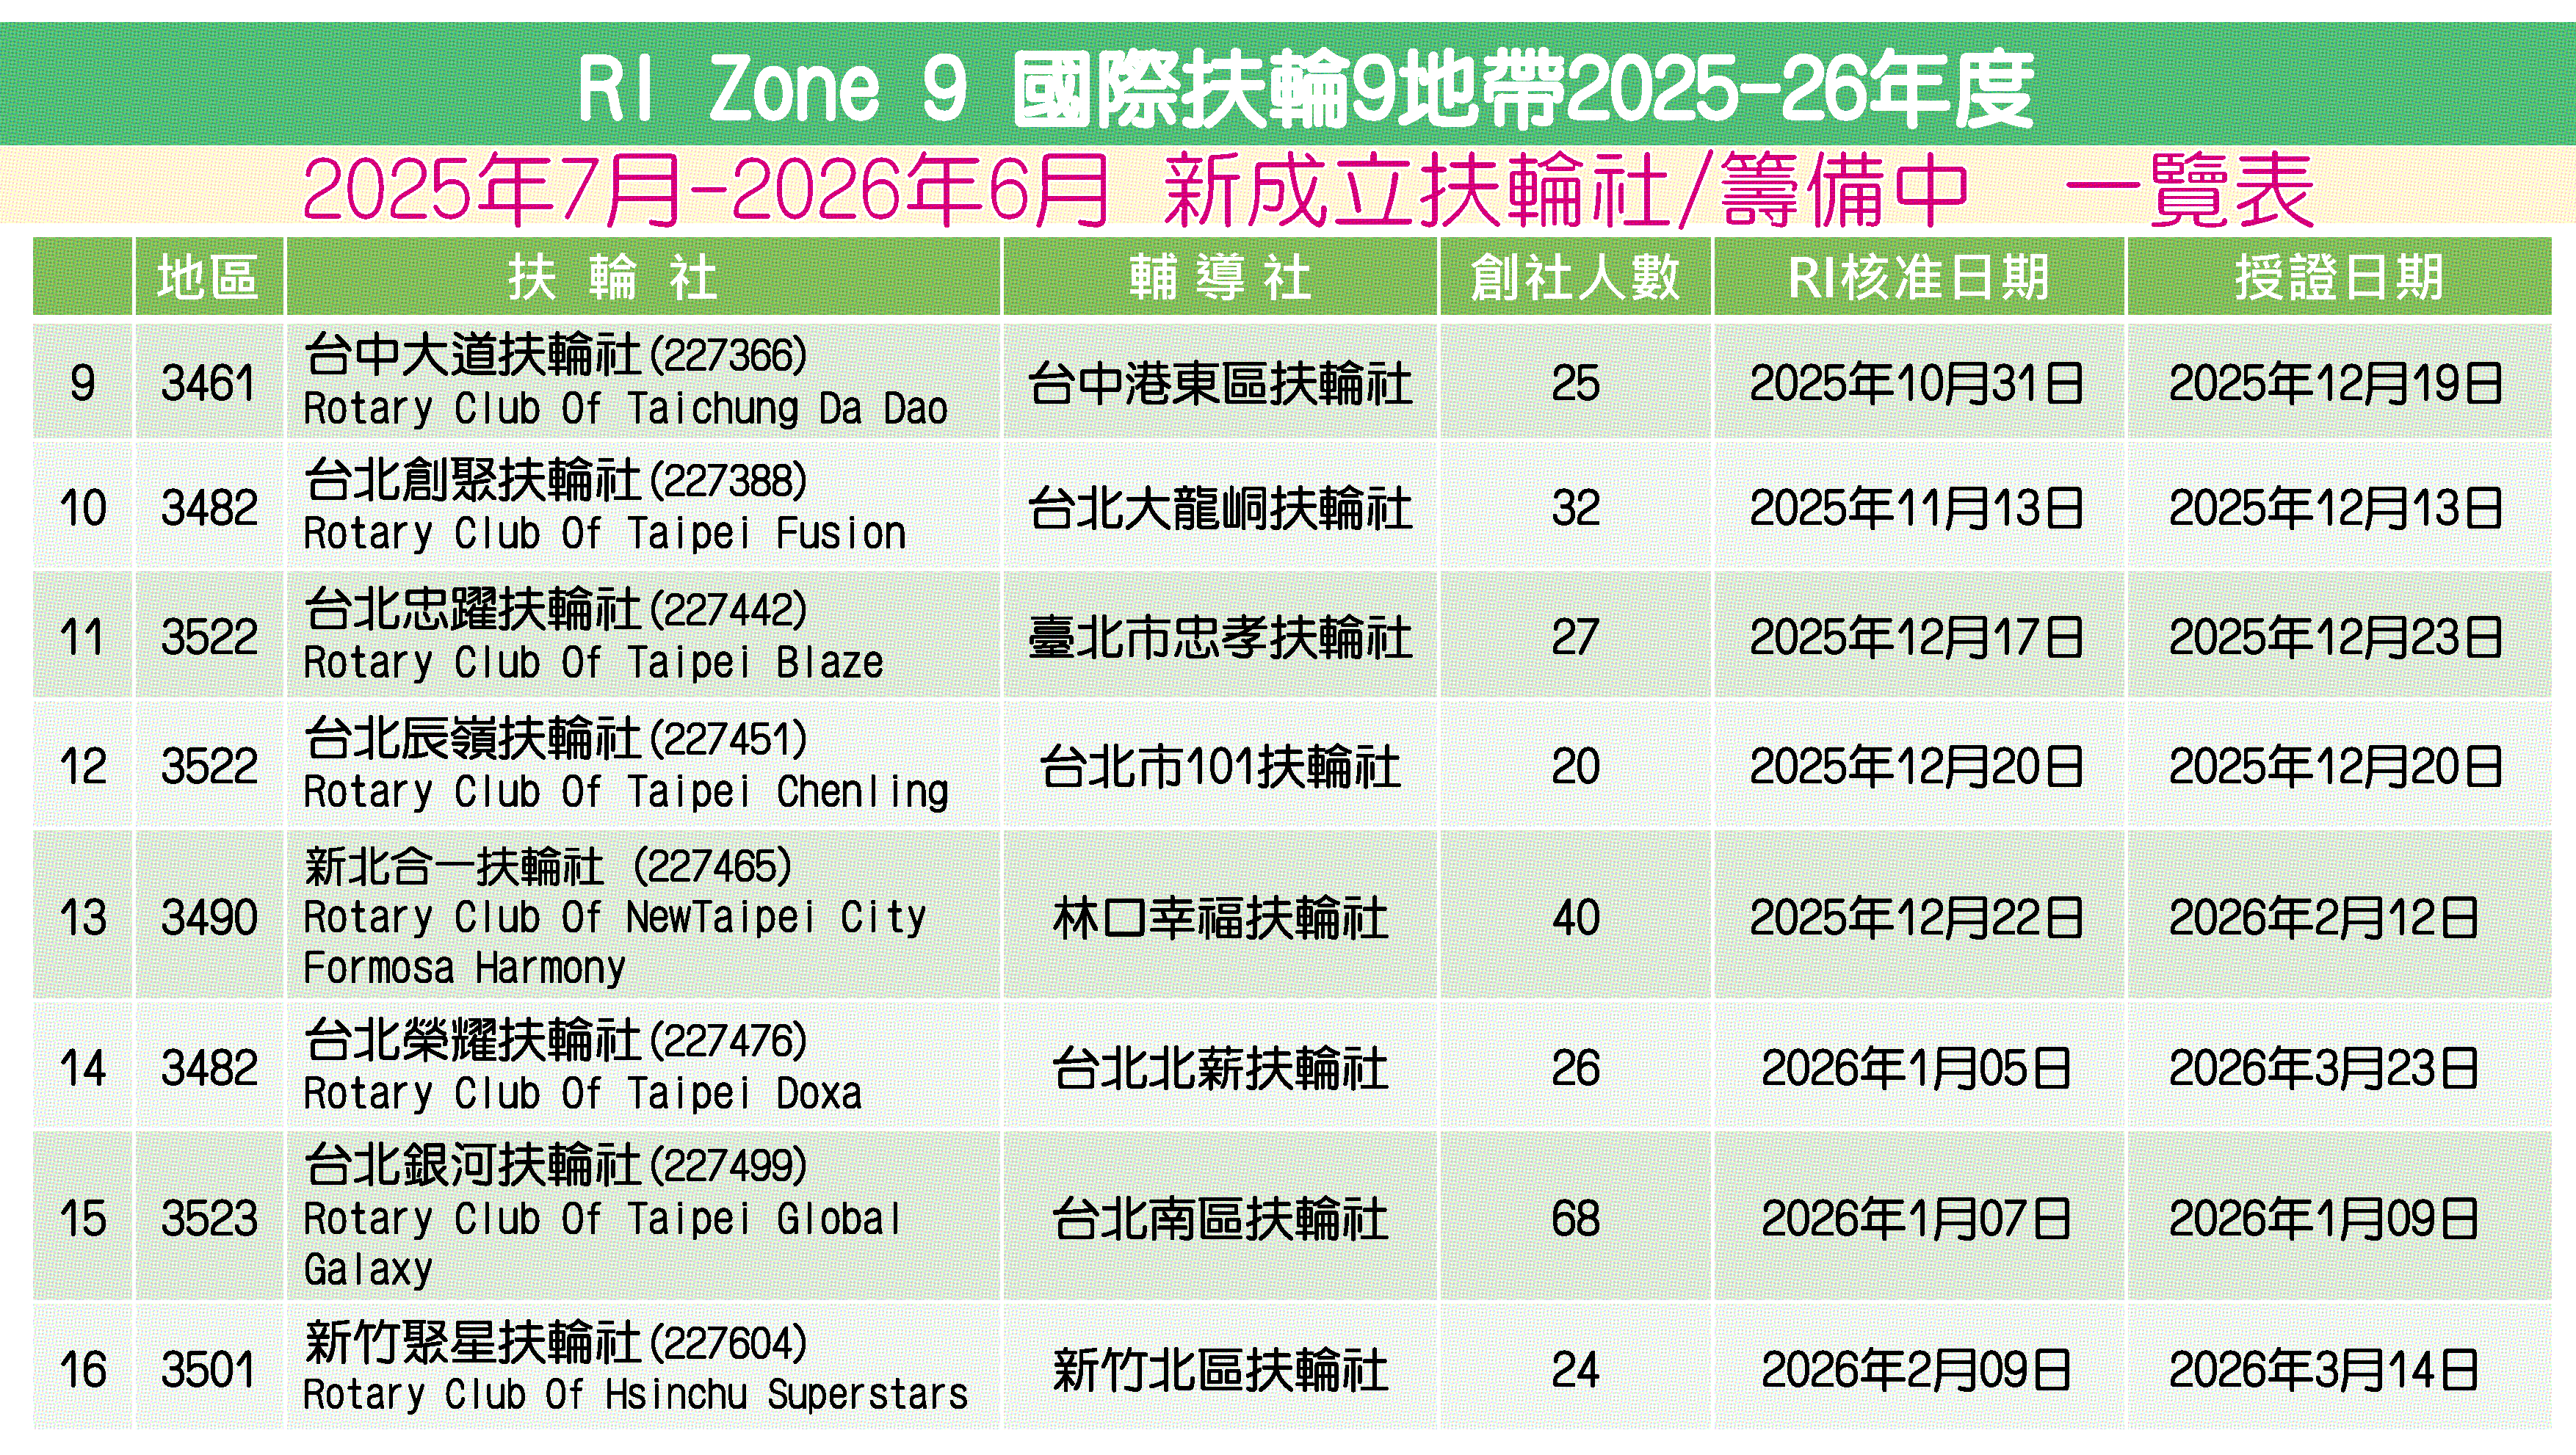 RI Zone 9 國際扶輪9地帶2025-26年度
2025年7月-2026年6月 新成立扶輪社/籌備中 一覽表
地區 扶 輪 社 輔 導 社 創社人數 RI核准日期 授證日期
9 3461 台中大道扶輪社(227366) 台中港東區扶輪社 25 2025年10月31日 2025年12月19日
Rotary Club Of Taichung Da Dao
10 3482 台北創聚扶輪社(227388) 台北大龍峒扶輪社 32 2025年11月13日 2025年12月13日
Rotary Club Of Taipei Fusion
11 3522 台北忠躍扶輪社(227442) 臺北市忠孝扶輪社 27 2025年12月17日 2025年12月23日
Rotary Club Of Taipei Blaze
12 3522 台北辰嶺扶輪社(227451) 台北市101扶輪社 20 2025年12月20日 2025年12月20日
Rotary Club Of Taipei Chenling
13 3490 新北合一扶輪社 (227465) 林口幸福扶輪社 40 2025年12月22日 2026年2月12日
Rotary Club Of NewTaipei City
Formosa Harmony
14 3482 台北榮耀扶輪社(227476) 台北北薪扶輪社 26 2026年1月05日 2026年3月23日
Rotary Club Of Taipei Doxa
15 3523 台北銀河扶輪社(227499) 台北南區扶輪社 68 2026年1月07日 2026年1月09日
Rotary Club Of Taipei Global
Galaxy
16 3501 新竹聚星扶輪社(227604) 新竹北區扶輪社 24 2026年2月09日 2026年3月14日
Rotary Club Of Hsinchu Superstars